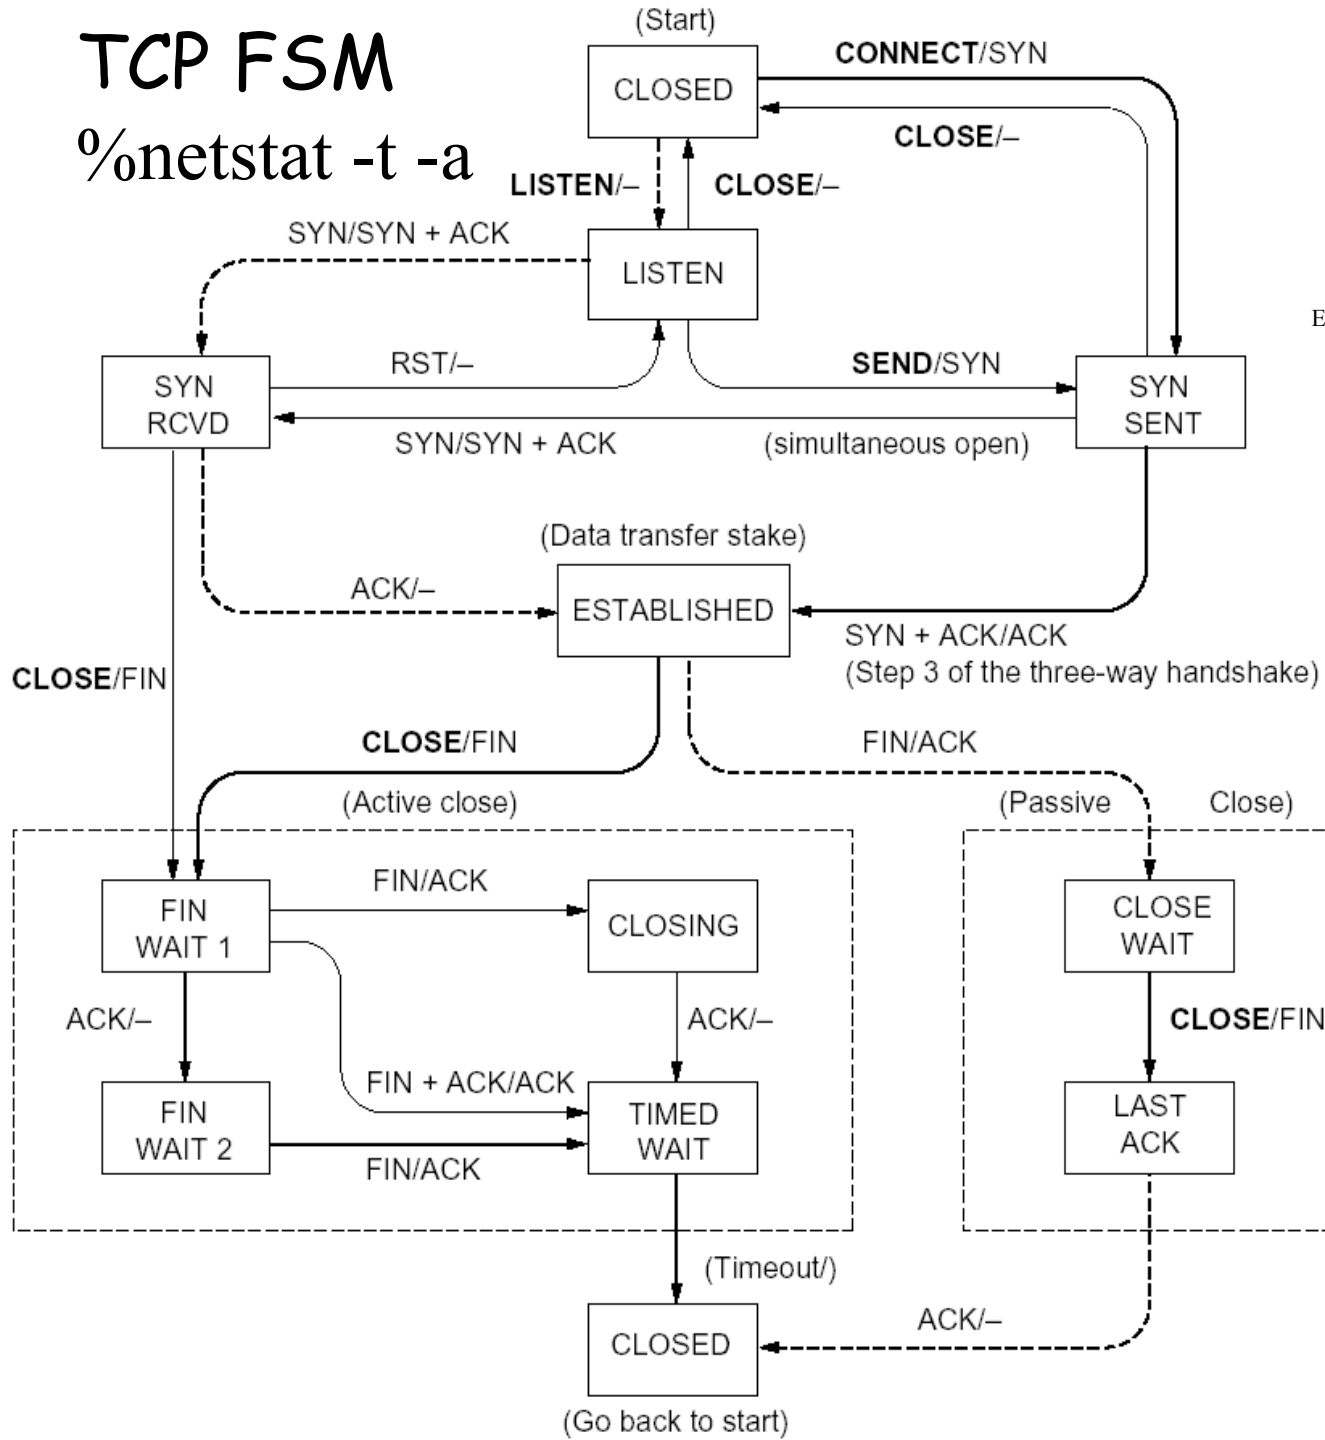 (Start)
TCP FSM
%netstat -t -a
CLOSED
CONNECT/SYN
CLOSE/–
LISTEN/–
CLOSE/–
SYN/SYN + ACK
LISTEN
E
SYN
RCVD
RST/–
SEND/SYN
SYN
SENT
SYN/SYN + ACK
(simultaneous open)
(Data transfer stake)
ACK/–
ESTABLISHED
SYN + ACK/ACK
(Step 3 of the three-way handshake)
CLOSE/FIN
CLOSE/FIN
FIN/ACK
(Active close)
(Passive Close)
FIN
WAIT 1
FIN/ACK
CLOSING
CLOSE
WAIT
ACK/–
ACK/–
CLOSE/FIN
FIN + ACK/ACK
FIN
WAIT 2
TIMED
WAIT
LAST
ACK
FIN/ACK
(Timeout/)
CLOSED
ACK/–
(Go back to start)